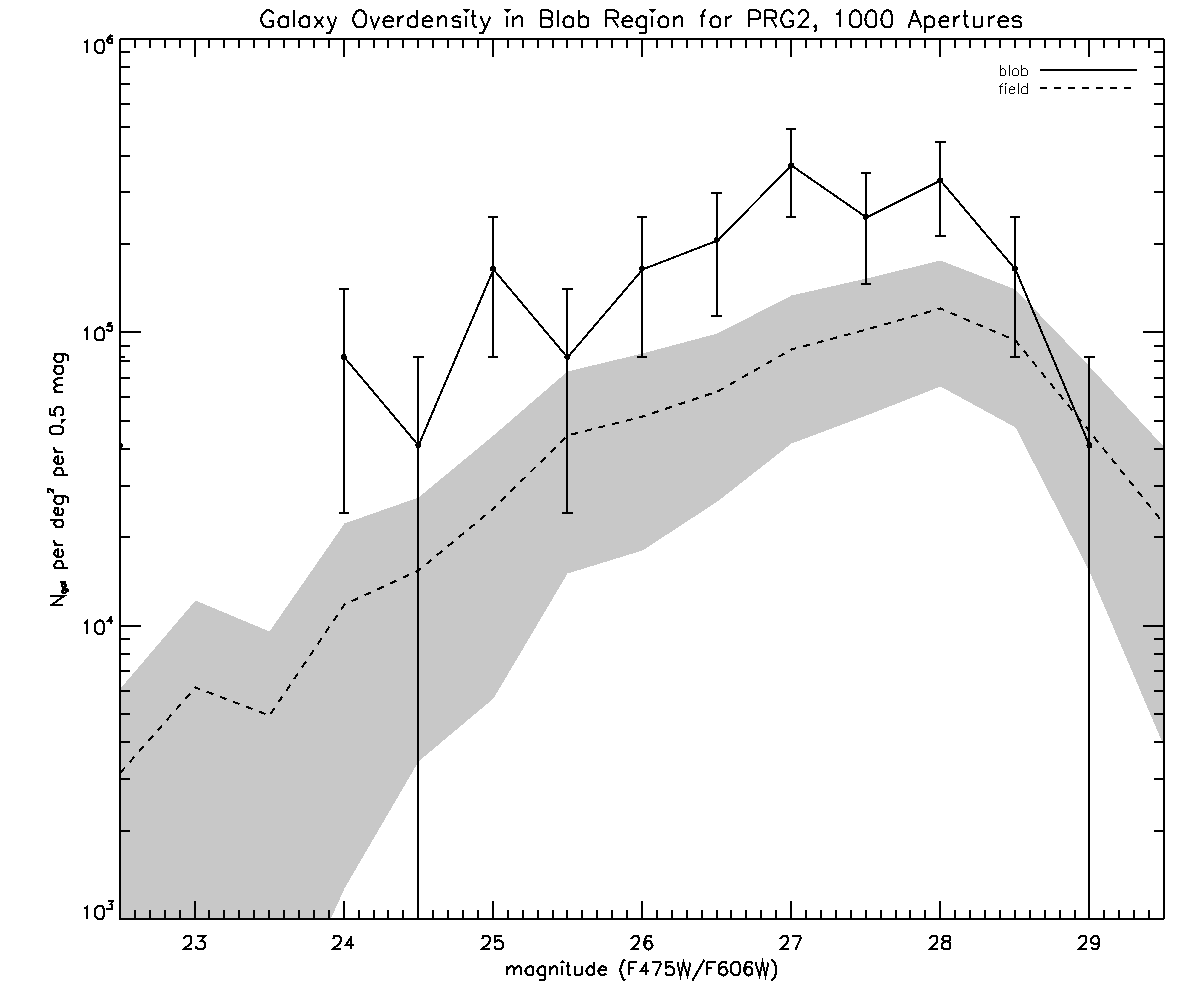 Galaxy Overdensity in Blob Region for PRG2, 1000 Apertures
blob
field
10⁶
10⁵
10⁴
10³
N_gal per deg² per 0.5 mag
23 24 25 26 27 28 29
magnitude (F475W/F606W)